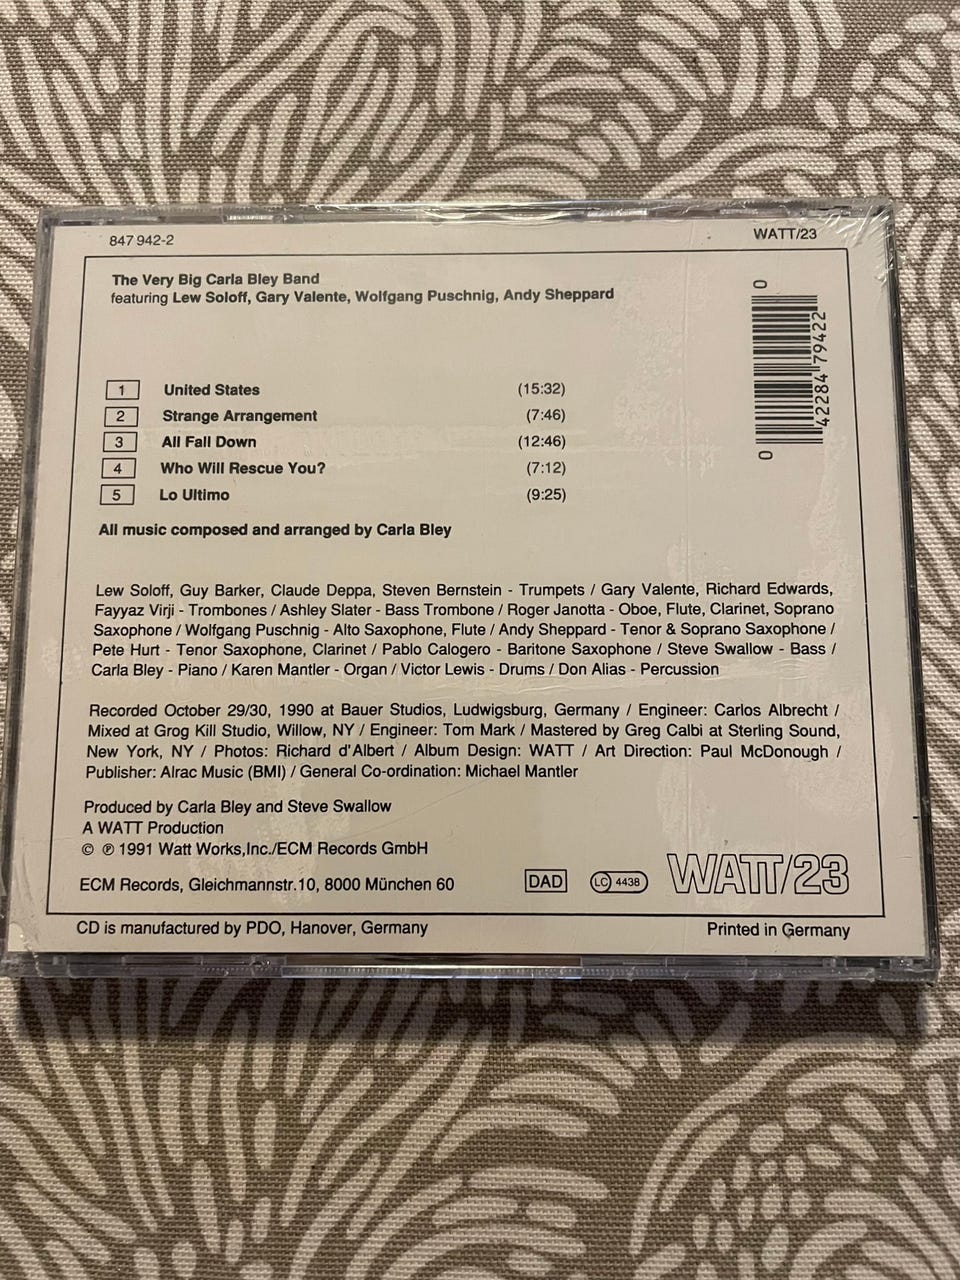 847 942-2
WATT/23
The Very Big Carla Bley Band
featuring Lew Soloff, Gary Valente, Wolfgang Puschnig, Andy Sheppard
0 42284 79422 0
1 United States (15:32)
2 Strange Arrangement (7:46)
3 All Fall Down (12:46)
4 Who Will Rescue You? (7:12)
5 Lo Ultimo (9:25)
All music composed and arranged by Carla Bley
Lew Soloff, Guy Barker, Claude Deppa, Steven Bernstein - Trumpets / Gary Valente, Richard Edwards,
Fayyaz Virji - Trombones / Ashley Slater - Bass Trombone / Roger Janotta - Oboe, Flute, Clarinet, Soprano
Saxophone / Wolfgang Puschnig - Alto Saxophone, Flute / Andy Sheppard - Tenor & Soprano Saxophone /
Pete Hurt - Tenor Saxophone, Clarinet / Pablo Calogero - Baritone Saxophone / Steve Swallow - Bass /
Carla Bley - Piano / Karen Mantler - Organ / Victor Lewis - Drums / Don Alias - Percussion
Recorded October 29/30, 1990 at Bauer Studios, Ludwigsburg, Germany / Engineer: Carlos Albrecht /
Mixed at Grog Kill Studio, Willow, NY / Engineer: Tom Mark / Mastered by Greg Calbi at Sterling Sound,
New York, NY / Photos: Richard d'Albert / Album Design: WATT / Art Direction: Paul McDonough /
Publisher: Alrac Music (BMI) / General Co-ordination: Michael Mantler
Produced by Carla Bley and Steve Swallow
A WATT Production
© ℗ 1991 Watt Works,Inc./ECM Records GmbH
ECM Records, Gleichmannstr.10, 8000 München 60
DAD
LC 4438
WATT/23
CD is manufactured by PDO, Hanover, Germany
Printed in Germany